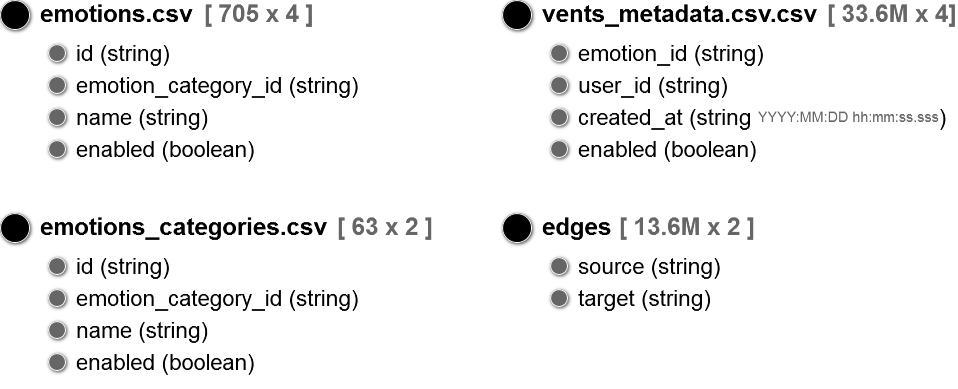 emotions.csv [ 705 x 4 ]
id (string)
emotion_category_id (string)
name (string)
enabled (boolean)
vents_metadata.csv.csv [ 33.6M x 4]
emotion_id (string)
user_id (string)
created_at (string YYYY:MM:DD hh:mm:ss.sss)
enabled (boolean)
emotions_categories.csv [ 63 x 2 ]
id (string)
emotion_category_id (string)
name (string)
enabled (boolean)
edges [ 13.6M x 2 ]
source (string)
target (string)